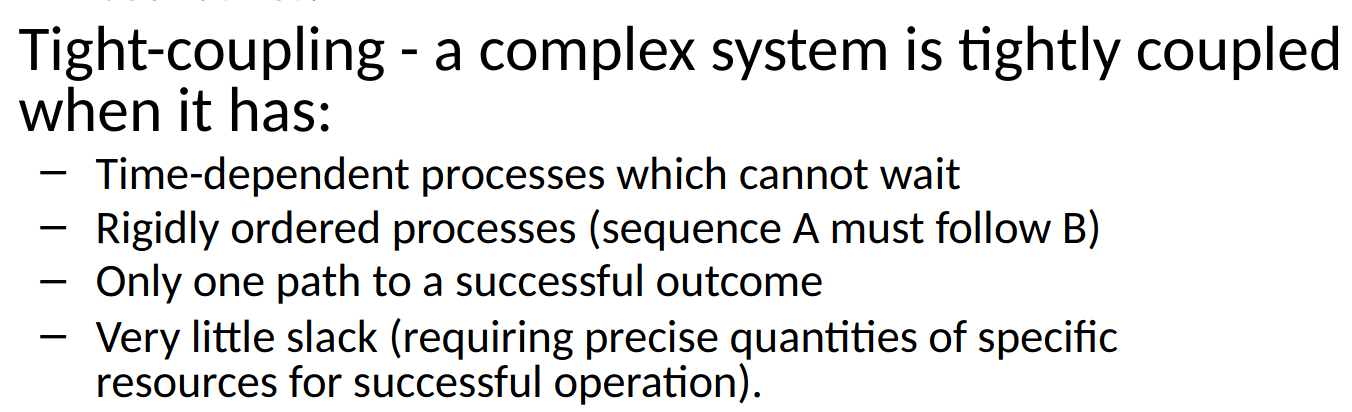 Tight-coupling - a complex system is tightly coupled
when it has:
– Time-dependent processes which cannot wait
– Rigidly ordered processes (sequence A must follow B)
– Only one path to a successful outcome
– Very little slack (requiring precise quantities of specific
resources for successful operation).